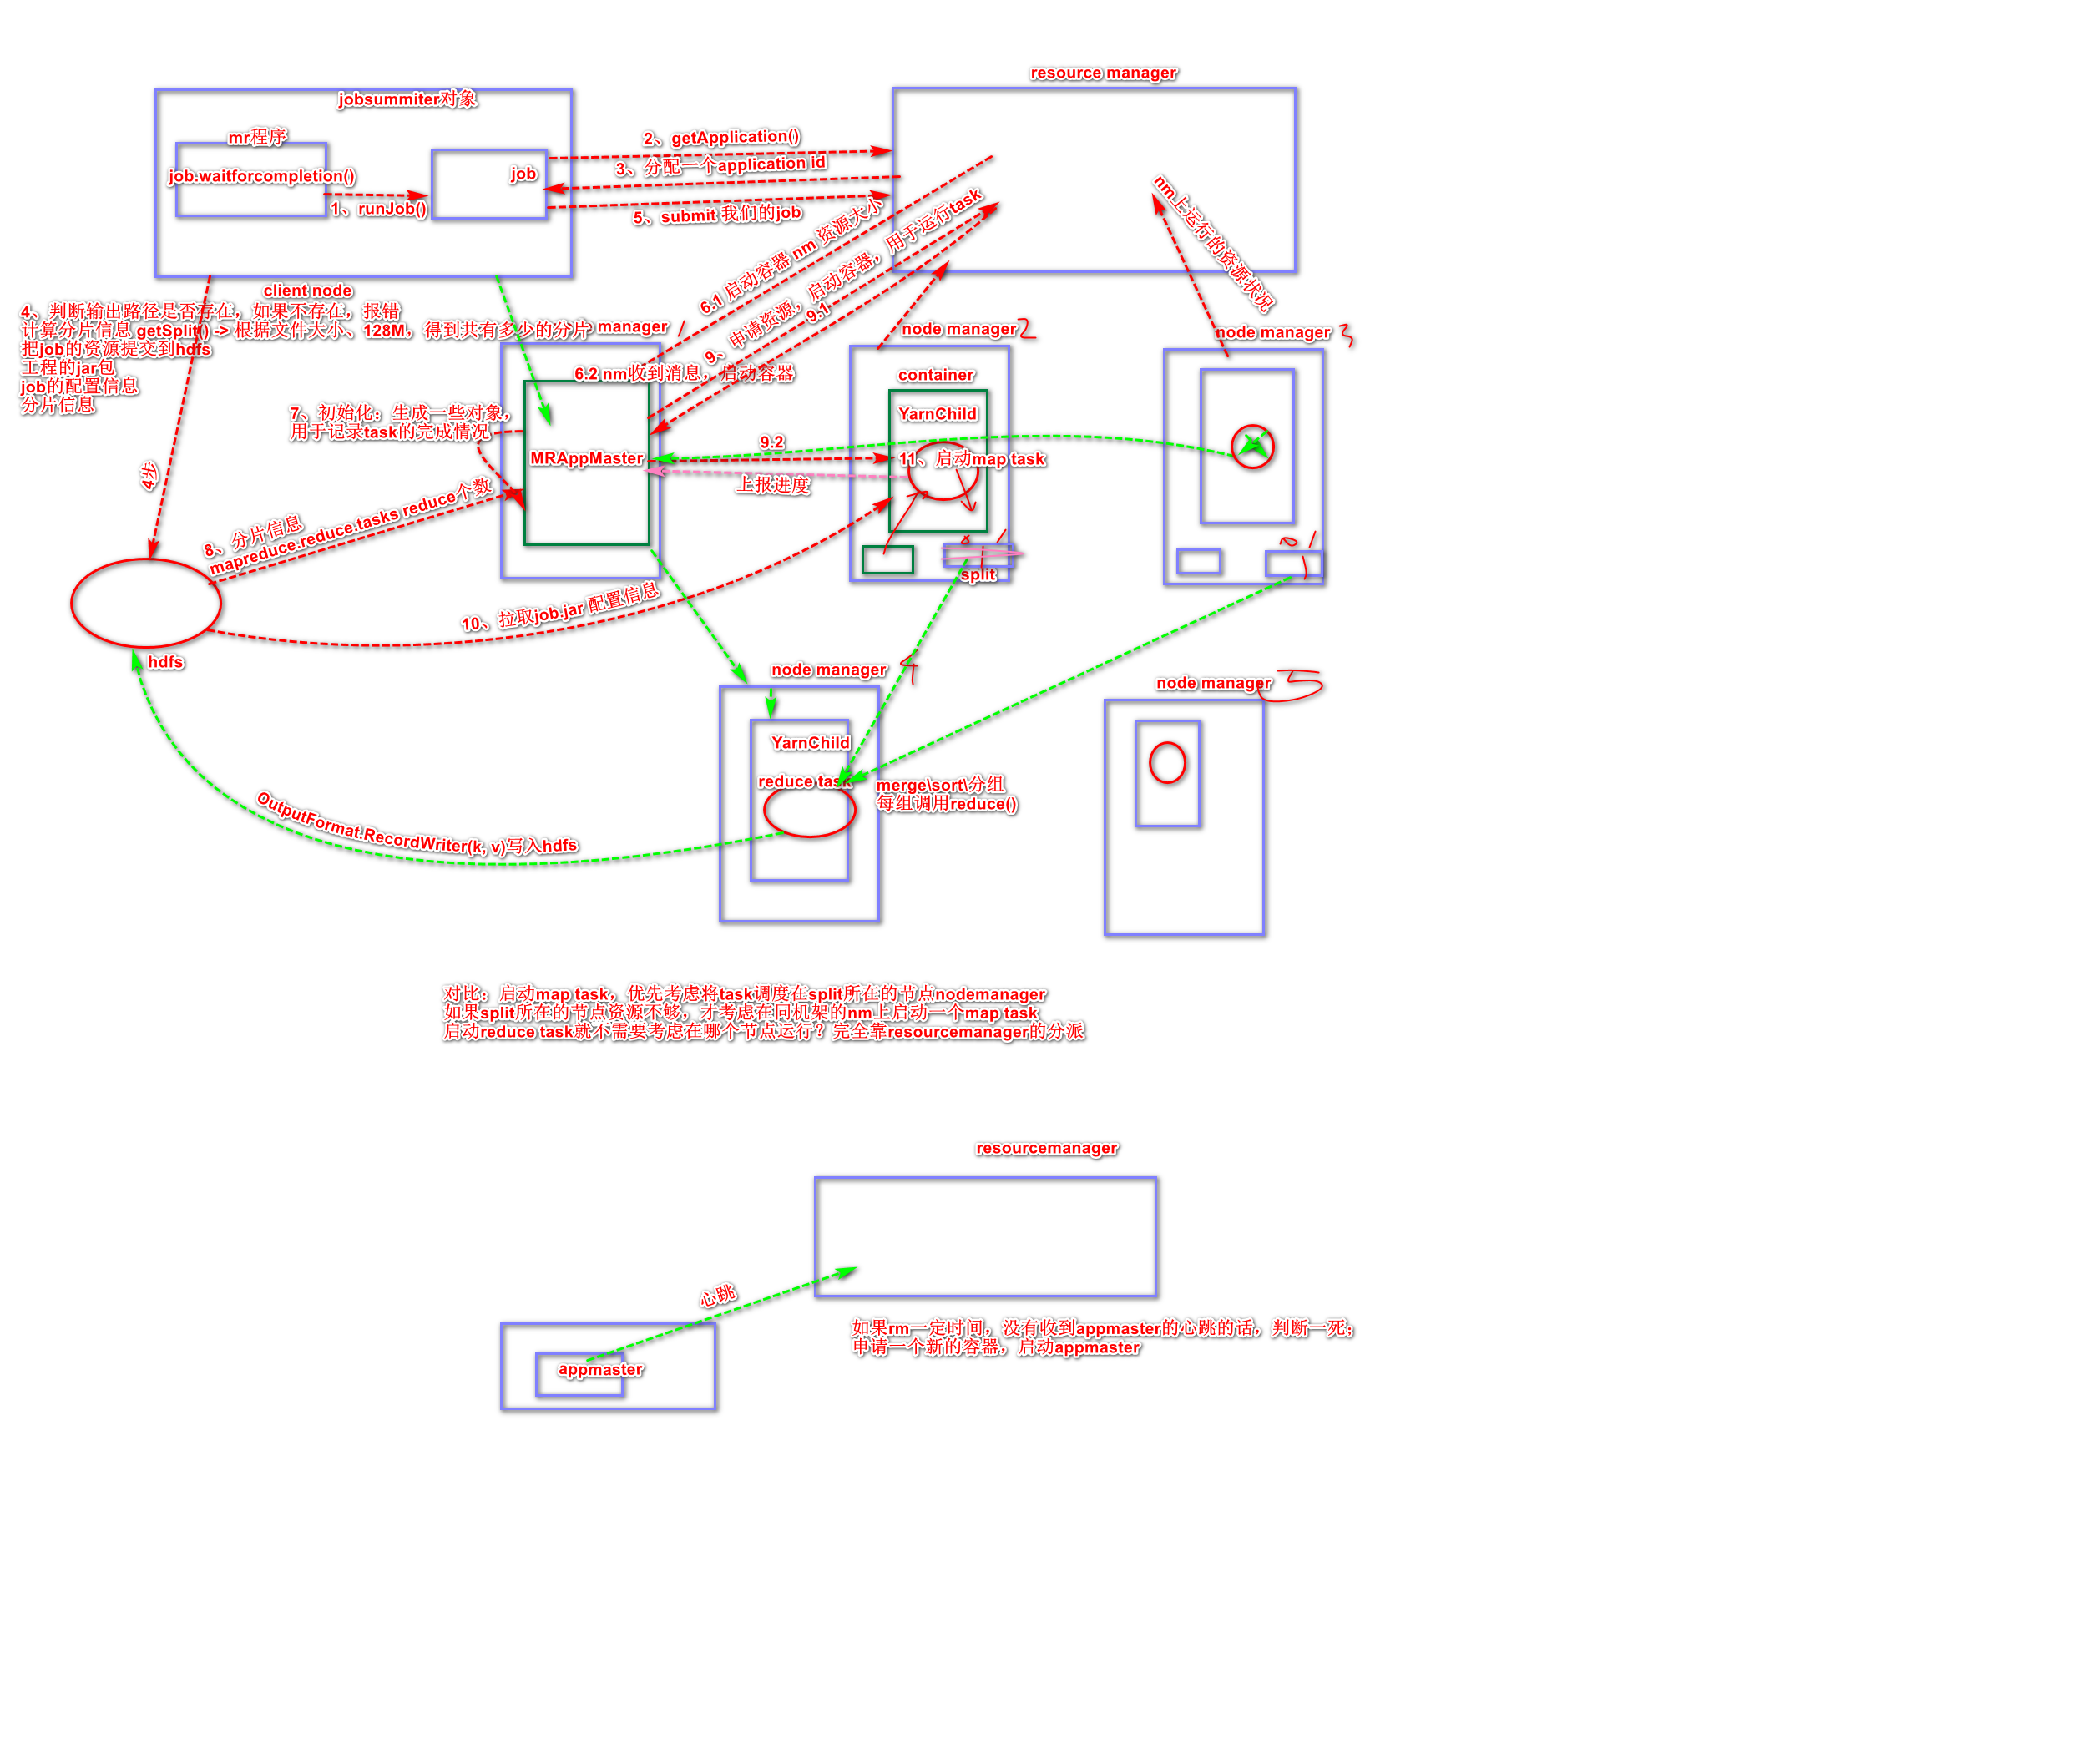 resource manager
jobsummiter对象
mr程序
job.waitforcompletion()
job
1、runJob()
2、getApplication()
3、分配一个application id
5、submit 我们的job
client node
4、判断输出路径是否存在，如果不存在，报错
计算分片信息 getSplit() -> 根据文件大小、128M，得到共有多少的分片
把job的资源提交到hdfs
工程的jar包
job的配置信息
分片信息
manager 1
6.1 启动容器 nm 资源大小
9、申请资源，启动容器，用于运行task
9.1
nm上运行的资源状况
node manager 2
node manager 3
6.2 nm收到消息，启动容器
container
YarnChild
7、初始化：生成一些对象，
用于记录task的完成情况
MRAppMaster
9.2
11、启动map task
上报进度
4步
8、分片信息
mapreduce.reduce.tasks reduce个数
0 1
split
0 1
10、拉取job.jar 配置信息
hdfs
node manager 4
node manager 5
YarnChild
reduce task
merge\sort\分组
每组调用reduce()
OutputFormat.RecordWriter(k, v)写入hdfs
对比：启动map task，优先考虑将task调度在split所在的节点nodemanager
如果split所在的节点资源不够，才考虑在同机架的nm上启动一个map task
启动reduce task就不需要考虑在哪个节点运行？完全靠resourcemanager的分派
resourcemanager
心跳
appmaster
如果rm一定时间，没有收到appmaster的心跳的话，判断一死；
申请一个新的容器，启动appmaster